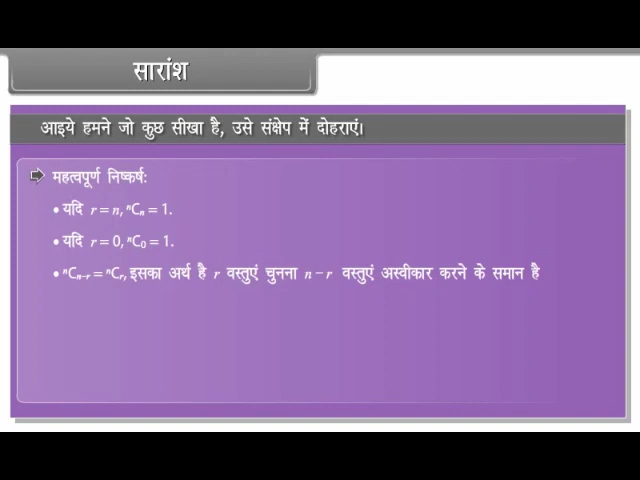 सारांश
आइये हमने जो कुछ सीखा है, उसे संक्षेप में दोहराएं।
महत्वपूर्ण निष्कर्षः
• यदि r = n, ⁿCₙ = 1.
• यदि r = 0, ⁿC₀ = 1.
• ⁿCₙ₋ᵣ = ⁿCᵣ, इसका अर्थ है r वस्तुएं चुनना n − r वस्तुएं अस्वीकार करने के समान है